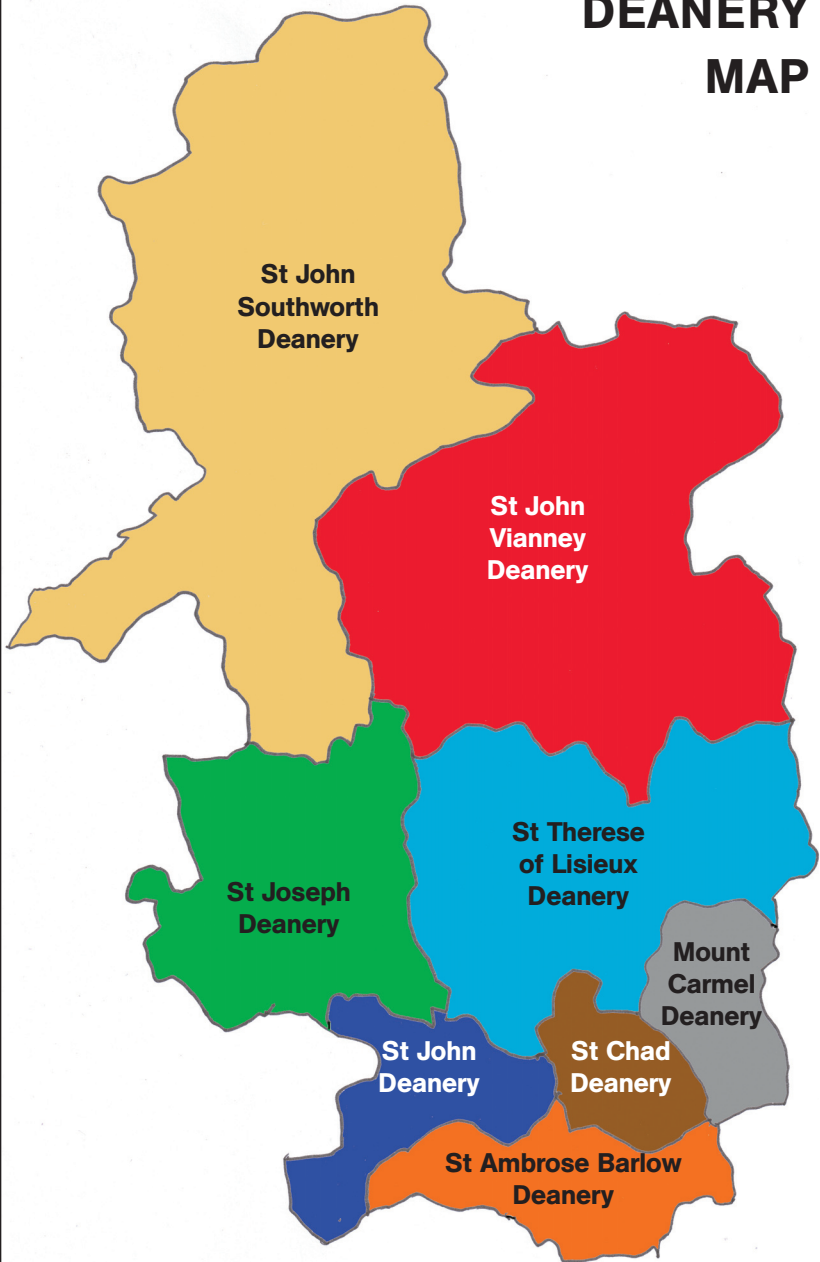 DEANERY
MAP
St John
Southworth
Deanery
St John
Vianney
Deanery
St Therese
of Lisieux
Deanery
St Joseph
Deanery
Mount
Carmel
Deanery
St John
Deanery
St Chad
Deanery
St Ambrose Barlow
Deanery